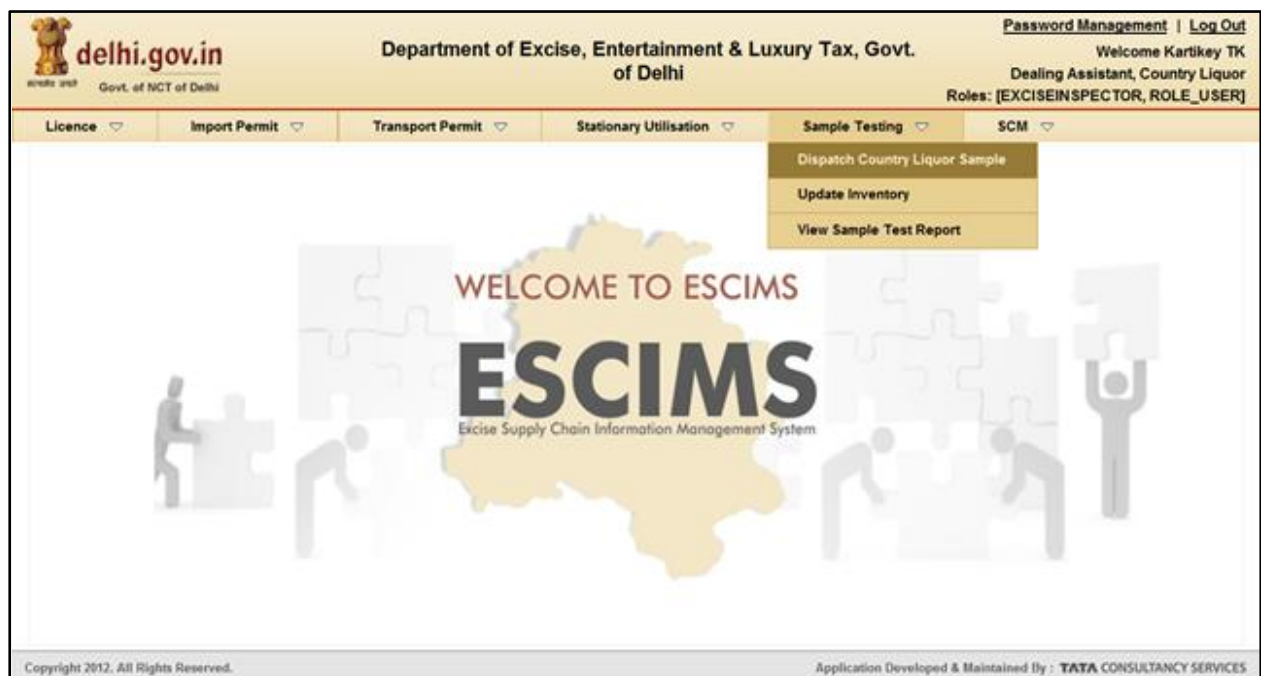 Password Management | Log Out
delhi.gov.in
Department of Excise, Entertainment & Luxury Tax, Govt.
of Delhi
Welcome Kartikey TK
Dealing Assistant, Country Liquor
Govt. of NCT of Delhi
Roles: [EXCISEINSPECTOR, ROLE_USER]
Licence Import Permit Transport Permit Stationary Utilisation Sample Testing SCM
Dispatch Country Liquor Sample
Update Inventory
View Sample Test Report
WELCOME TO ESCIMS
ESCIMS
Excise Supply Chain Information Management System
Copyright 2012. All Rights Reserved. Application Developed & Maintained By : TATA CONSULTANCY SERVICES